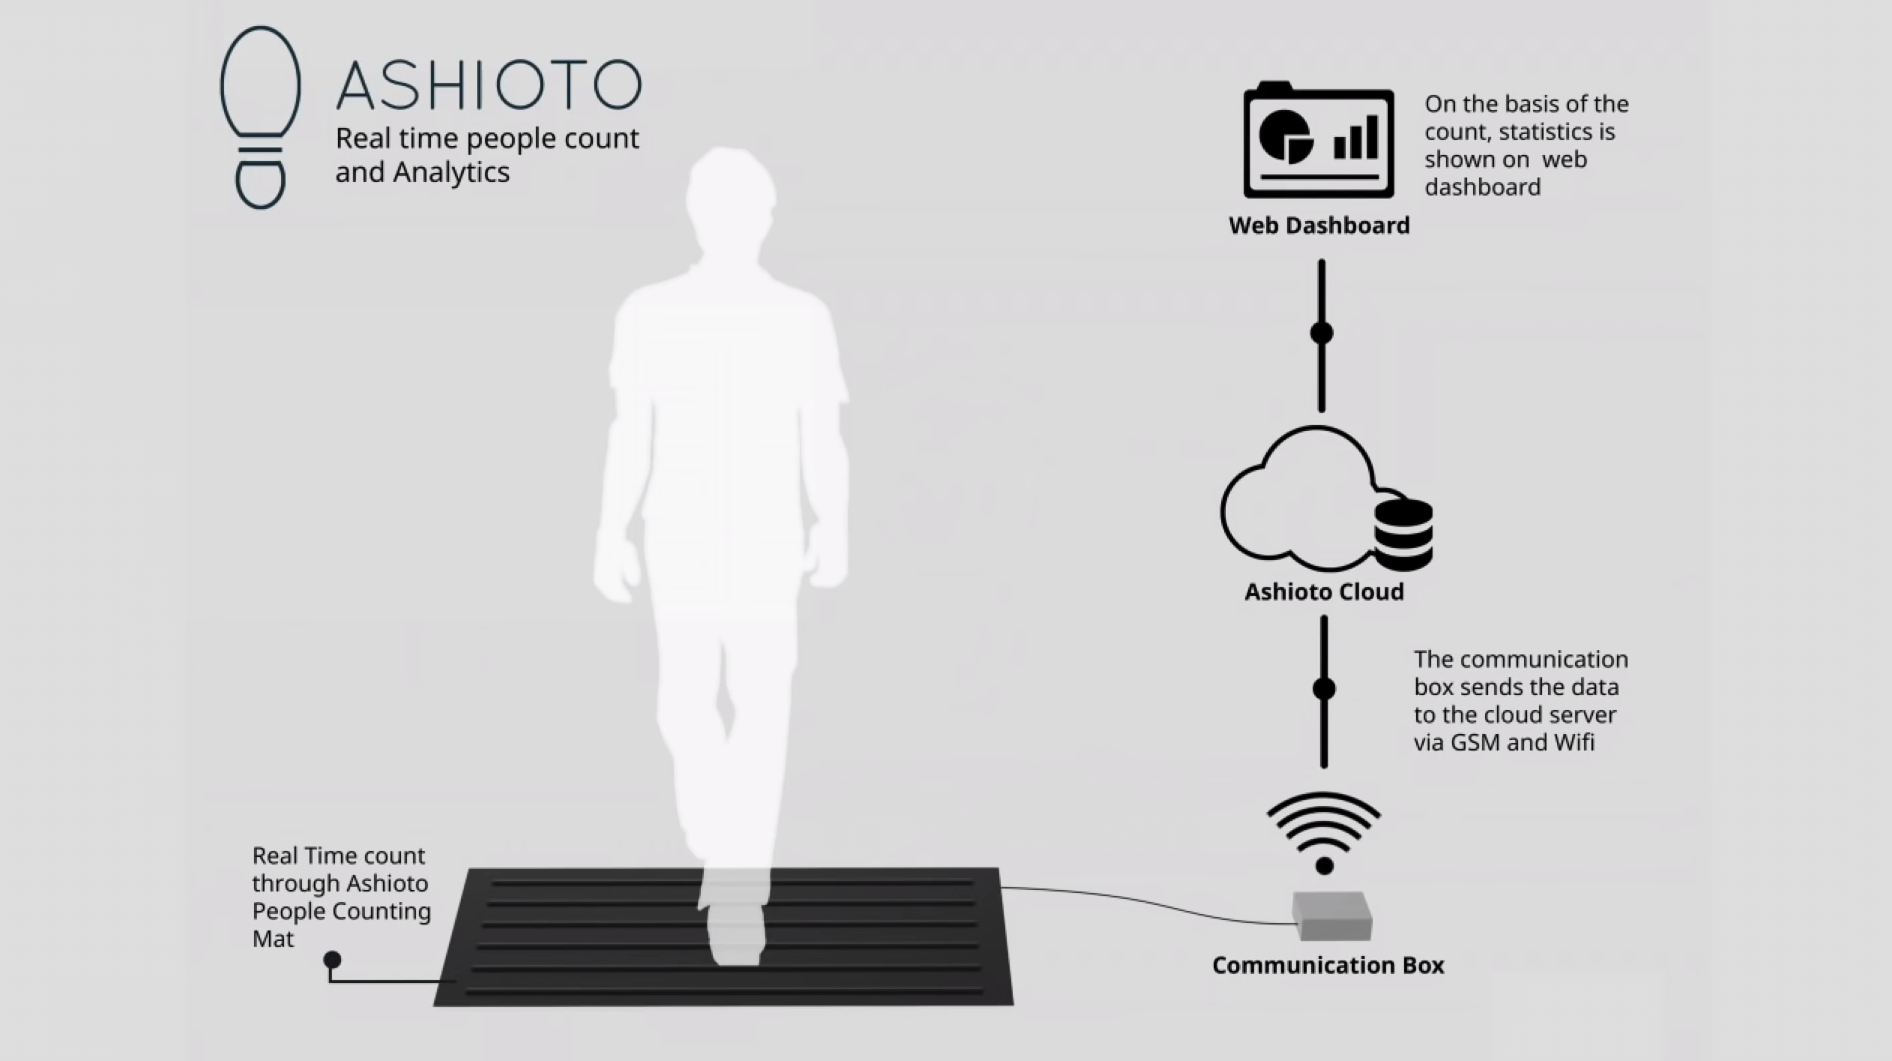 ASHIOTO
Real time people count
and Analytics
On the basis of the
count, statistics is
shown on  web
dashboard
Web Dashboard
Ashioto Cloud
The communication
box sends the data
to the cloud server
via GSM and Wifi
Real Time count
through Ashioto
People Counting
Mat
Communication Box